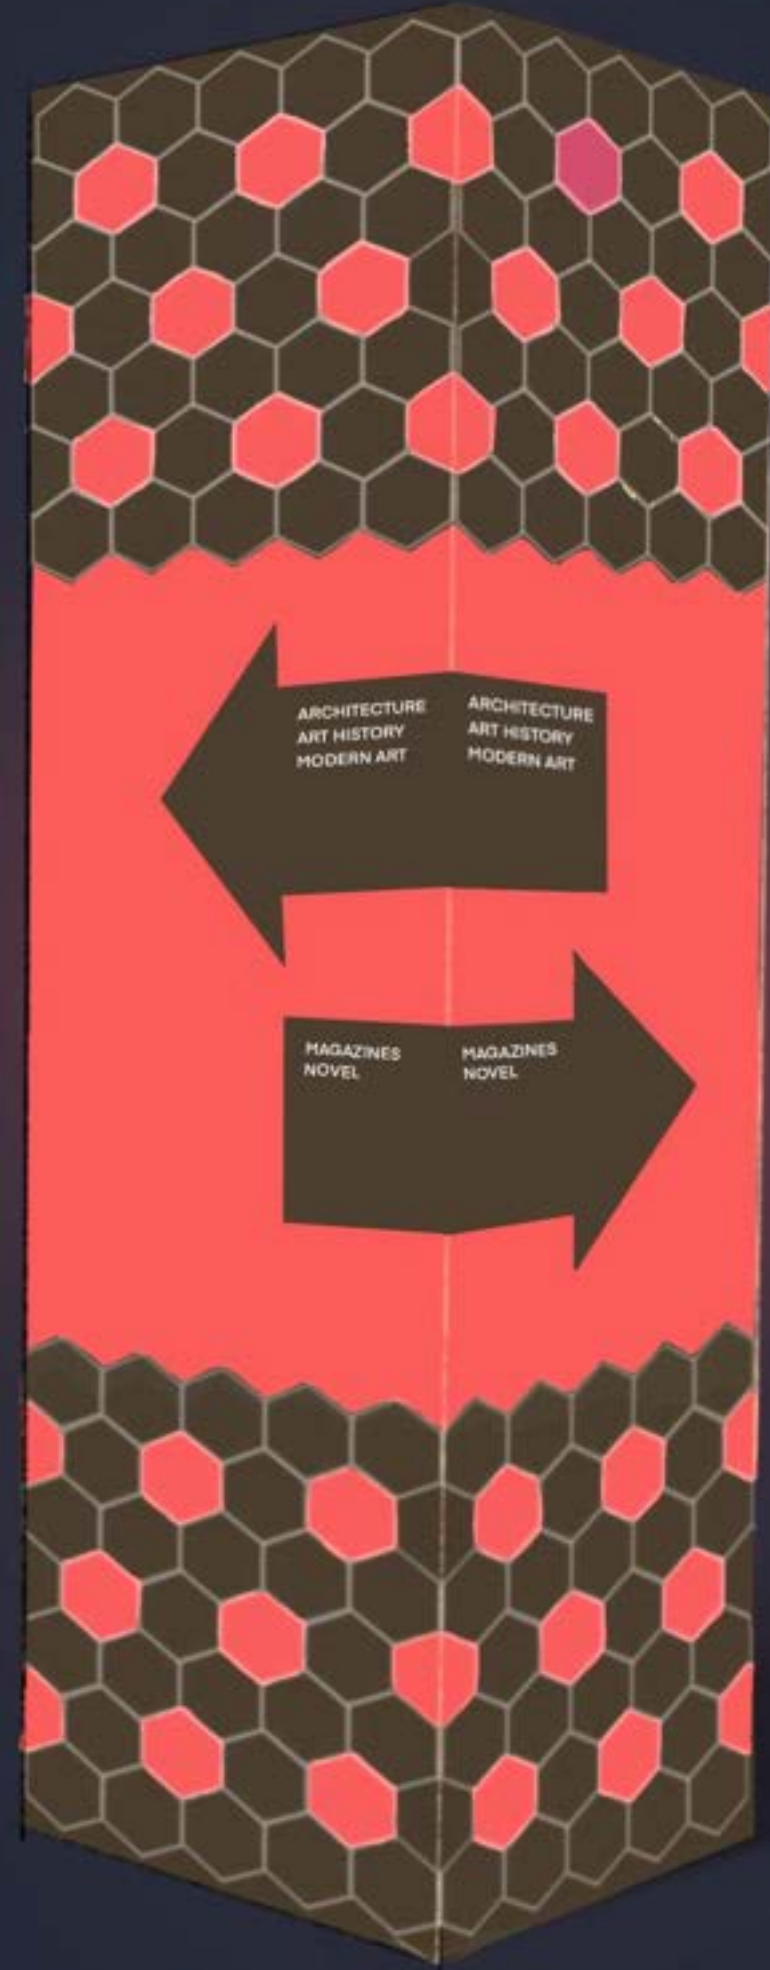 ARCHITECTURE
ART HISTORY
MODERN ART
ARCHITECTURE
ART HISTORY
MODERN ART
MAGAZINES
NOVEL
MAGAZINES
NOVEL